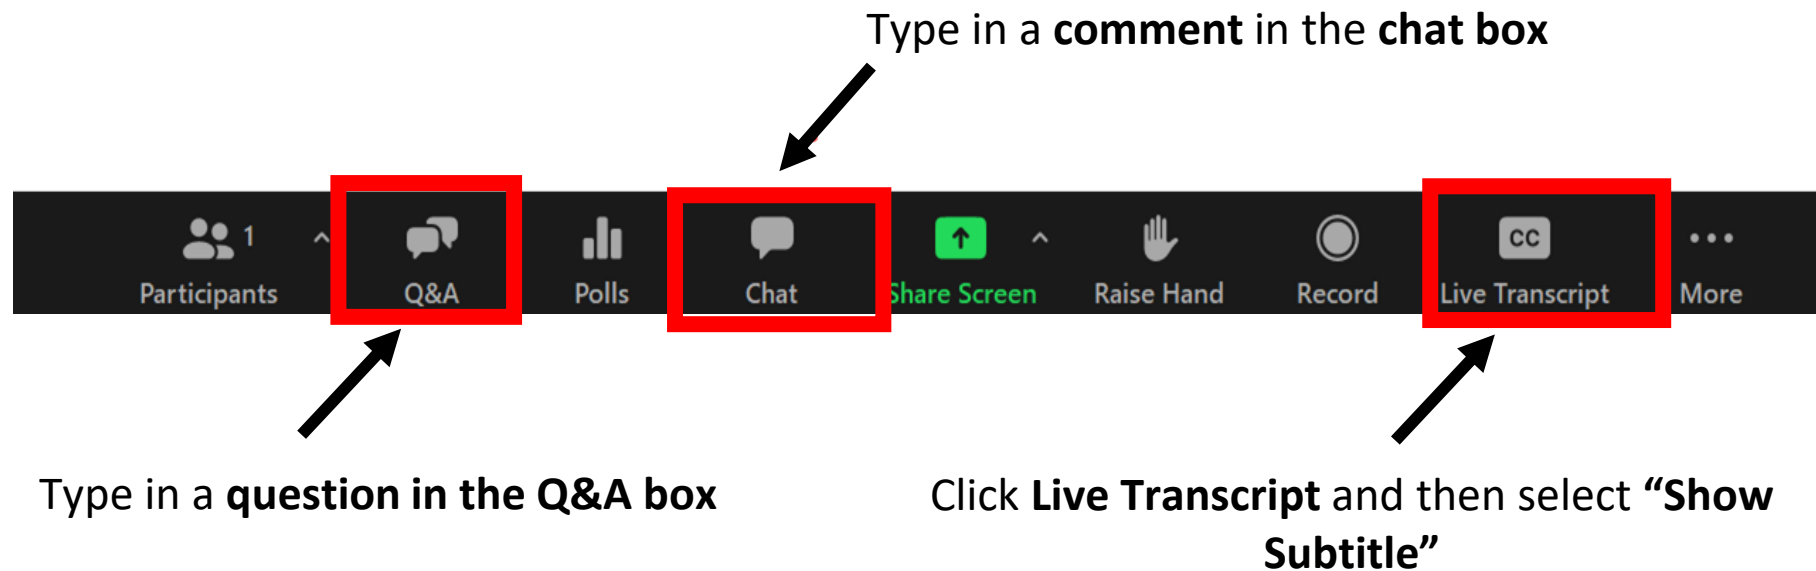 Type in a comment in the chat box
1
Participants
Q&A
Polls
Chat
Share Screen
Raise Hand
Record
CC
Live Transcript
More
Type in a question in the Q&A box
Click Live Transcript and then select “Show
Subtitle”